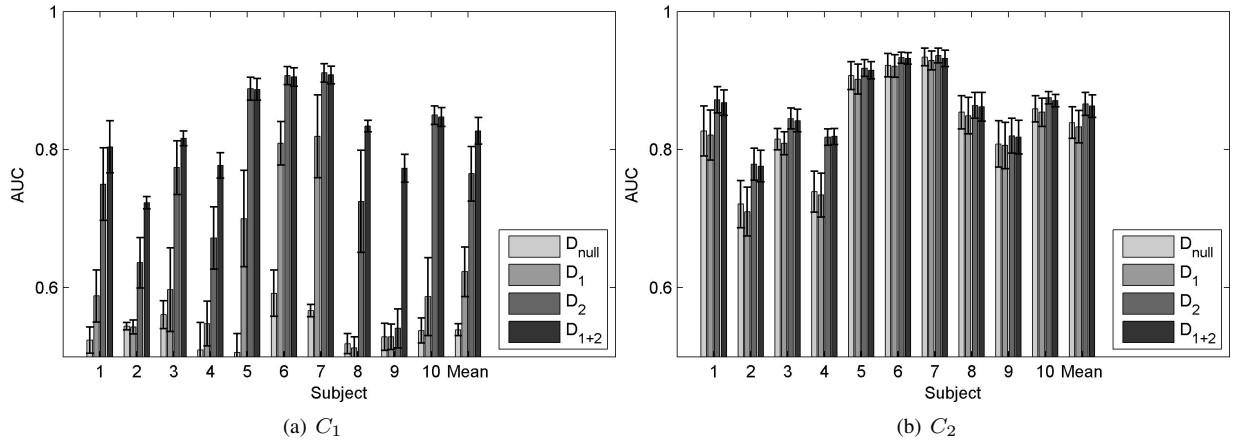 1
0.8
0.6
AUC
1 2 3 4 5 6 7 8 9 10 Mean
Subject
D_null
D_1
D_2
D_1+2
(a) C_1
1
0.8
0.6
AUC
1 2 3 4 5 6 7 8 9 10 Mean
Subject
D_null
D_1
D_2
D_1+2
(b) C_2